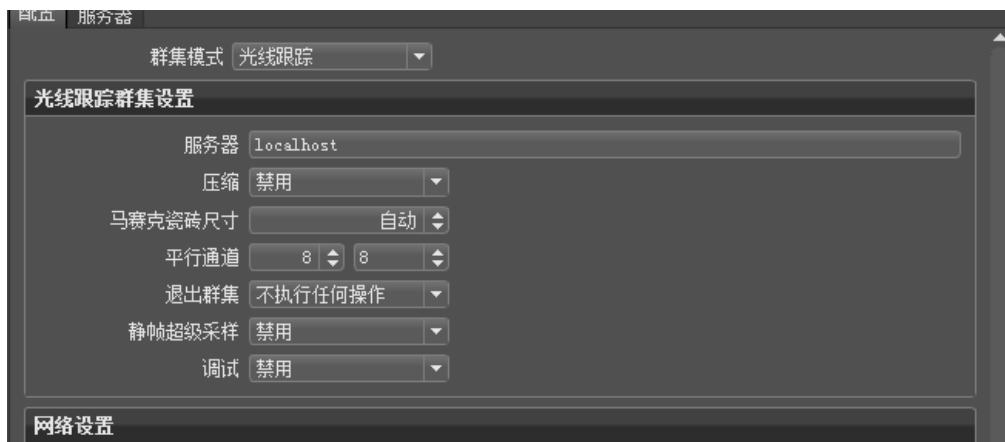 配置 服务器
群集模式 光线跟踪
光线跟踪群集设置
服务器 localhost
压缩 禁用
马赛克瓷砖尺寸 自动
平行通道 8 8
退出群集 不执行任何操作
静帧超级采样 禁用
调试 禁用
网络设置